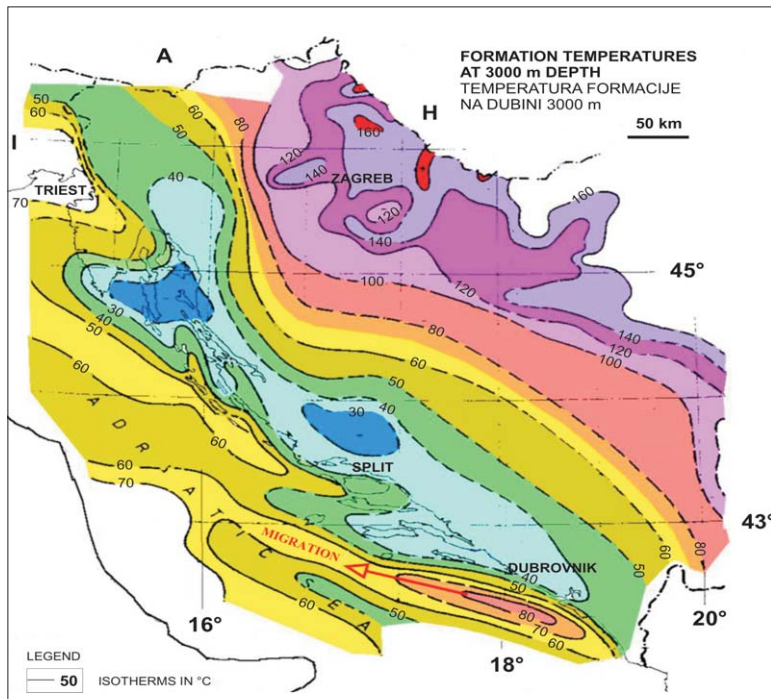 A
FORMATION TEMPERATURES
AT 3000 m DEPTH
TEMPERATURA FORMACIJE
NA DUBINI 3000 m
H
50 km
I
50
60
50
60
80
160
40
120
140
ZAGREB
TRIEST
70
120
140
160
100
45°
30
40
50
120
80
60
140
120
100
60
50
40
30
60
SPLIT
ADRIATIC SEA
60
70
MIGRATION
43°
DUBROVNIK
40
50
50
60
80
60
50
80
70
60
60
16°
18°
20°
LEGEND
50 ISOTHERMS IN °C